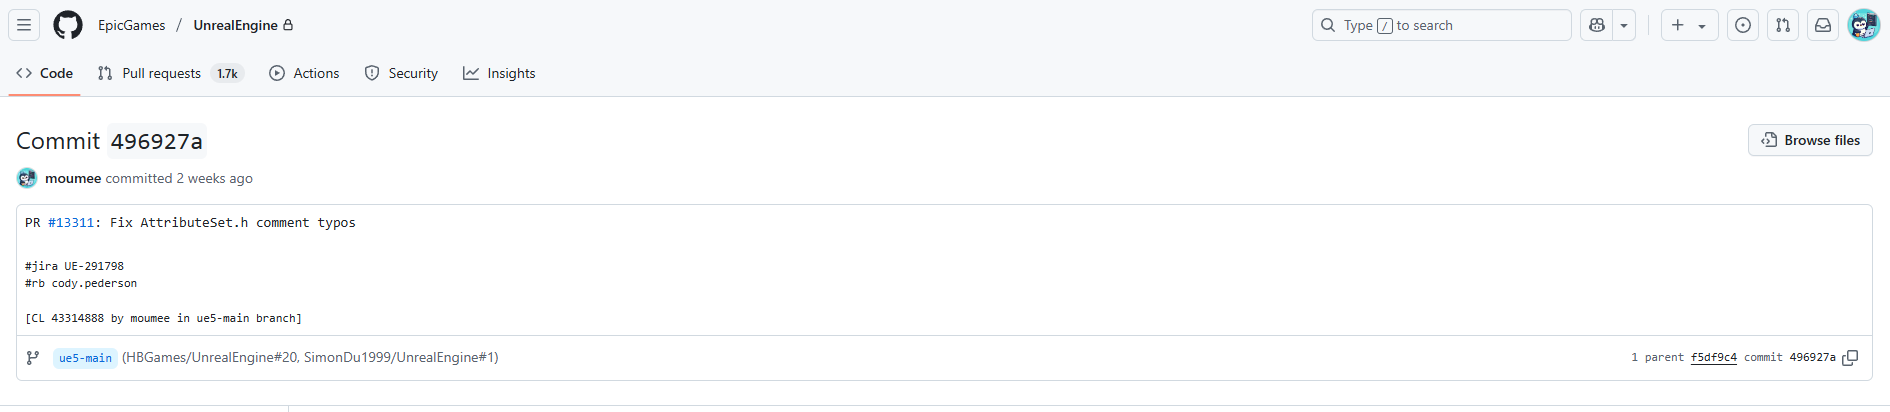 EpicGames / UnrealEngine
Type / to search
Code
Pull requests 1.7k
Actions
Security
Insights
Commit 496927a
Browse files
moumee committed 2 weeks ago
PR #13311: Fix AttributeSet.h comment typos
#jira UE-291798
#rb cody.pederson
[CL 43314888 by moumee in ue5-main branch]
ue5-main (HBGames/UnrealEngine#20, SimonDu1999/UnrealEngine#1)
1 parent f5df9c4 commit 496927a